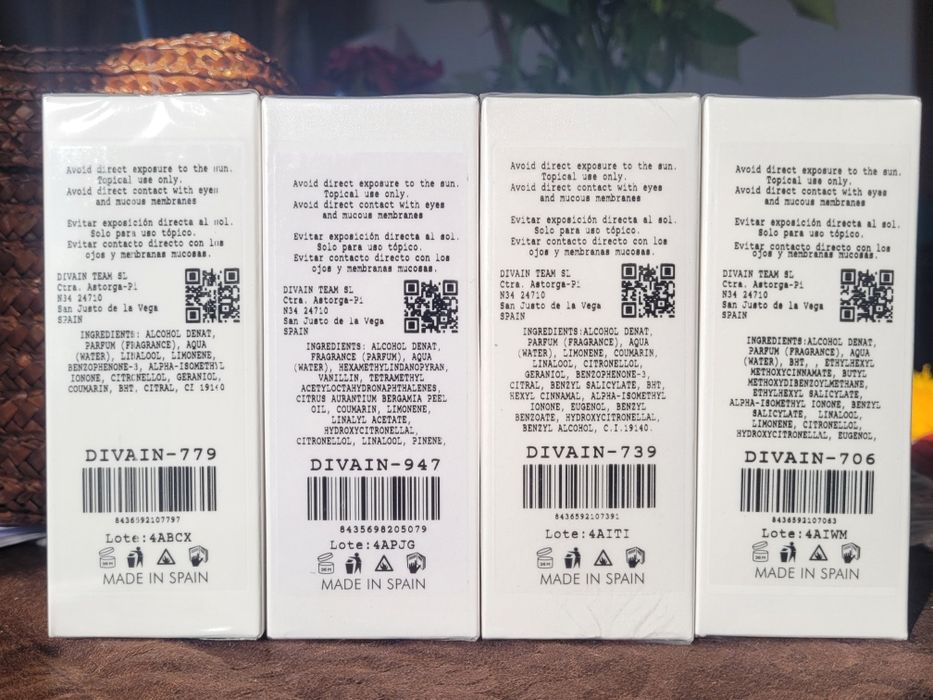 Avoid direct exposure to the sun.
Topical use only.
Avoid direct contact with eyes
and mucous membranes
Evitar exposición directa al sol.
Solo para uso tópico.
Evitar contacto directo con los
ojos y membranas mucosas.
DIVAIN TEAM SL
Ctra. Astorga-Pi
N34 24710
San Justo de la Vega
SPAIN
INGREDIENTS: ALCOHOL DENAT,
PARFUM (FRAGRANCE), AQUA
(WATER), LINALOOL, LIMONENE,
BENZOPHENONE-3, ALPHA-ISOMETHYL
IONONE, CITRONELLOL, GERANIOL,
COUMARIN, BHT, CITRAL, CI 19140
DIVAIN-779
8436592107797
Lote:4ABCX
36 M
MADE IN SPAIN
Avoid direct exposure to the sun.
Topical use only.
Avoid direct contact with eyes
and mucous membranes
Evitar exposición directa al sol.
Solo para uso tópico.
Evitar contacto directo con los
ojos y membranas mucosas.
DIVAIN TEAM SL
Ctra. Astorga-Pi
N34 24710
San Justo de la Vega
SPAIN
INGREDIENTS: ALCOHOL DENAT,
FRAGRANCE (PARFUM), AQUA
(WATER), HEXAMETHYLINDANOPYRAN,
VANILLIN, TETRAMETHYL
ACETYLOCTAHYDRONAPHTHALENES,
CITRUS AURANTIUM BERGAMIA PEEL
OIL, COUMARIN, LIMONENE,
LINALYL ACETATE,
HYDROXYCITRONELLAL,
CITRONELLOL, LINALOOL, PINENE,
DIVAIN-947
8435698205079
Lote:4APJG
36 M
MADE IN SPAIN
Avoid direct exposure to the sun.
Topical use only.
Avoid direct contact with eyes
and mucous membranes
Evitar exposición directa al sol.
Solo para uso tópico.
Evitar contacto directo con los
ojos y membranas mucosas.
DIVAIN TEAM SL
Ctra. Astorga-Pi
N34 24710
San Justo de la Vega
SPAIN
INGREDIENTS:ALCOHOL DENAT,
PARFUM (FRAGRANCE), AQUA
(WATER), LIMONENE, COUMARIN,
LINALOOL, CITRONELLOL,
GERANIOL, BENZOPHENONE-3,
CITRAL, BENZYL SALICYLATE, BHT,
HEXYL CINNAMAL, ALPHA-ISOMETHYL
IONONE, EUGENOL, BENZYL
BENZOATE, HYDROXYCITRONELLAL,
BENZYL ALCOHOL, C.I.19140.
DIVAIN-739
8436592107391
Lote:4AITI
36 M
MADE IN SPAIN
Avoid direct exposure to the sun.
Topical use only.
Avoid direct contact with eyes
and mucous membranes
Evitar exposición directa al sol.
Solo para uso tópico.
Evitar contacto directo con los
ojos y membranas mucosas.
DIVAIN TEAM SL
Ctra. Astorga-Pi
N34 24710
San Justo de la Vega
SPAIN
INGREDIENTS:ALCOHOL DENAT,
PARFUM (FRAGRANCE), AQUA
(WATER), BHT, , ETHYLHEXYL
METHOXYCINNAMATE, BUTYL
METHOXYDIBENZOYLMETHANE,
ETHYLHEXYL SALICYLATE,
ALPHA-ISOMETHYL IONONE, BENZYL
SALICYLATE, LINALOOL,
LIMONENE, CITRONELLOL,
HYDROXYCITRONELLAL, EUGENOL,
DIVAIN-706
8436592107063
Lote:4AIWM
36 M
MADE IN SPAIN